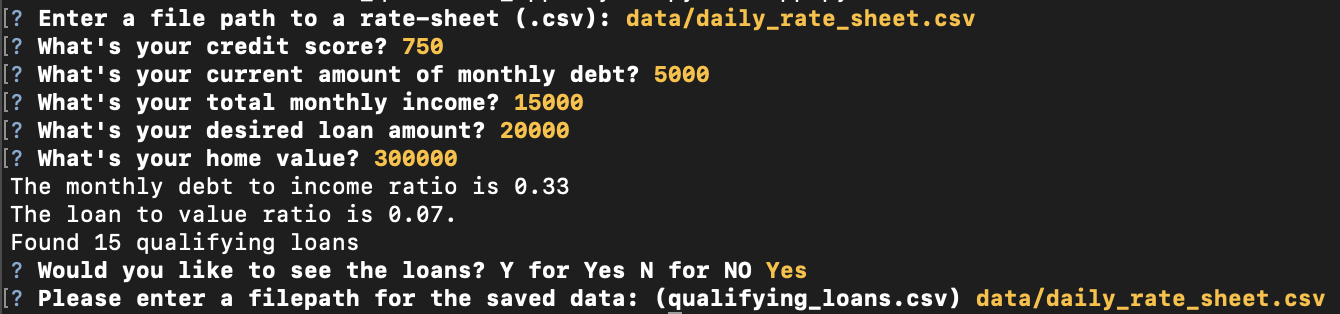 [? Enter a file path to a rate-sheet (.csv): data/daily_rate_sheet.csv
[? What's your credit score? 750
[? What's your current amount of monthly debt? 5000
[? What's your total monthly income? 15000
[? What's your desired loan amount? 20000
[? What's your home value? 300000
The monthly debt to income ratio is 0.33
The loan to value ratio is 0.07.
Found 15 qualifying loans
? Would you like to see the loans? Y for Yes N for NO Yes
[? Please enter a filepath for the saved data: (qualifying_loans.csv) data/daily_rate_sheet.csv